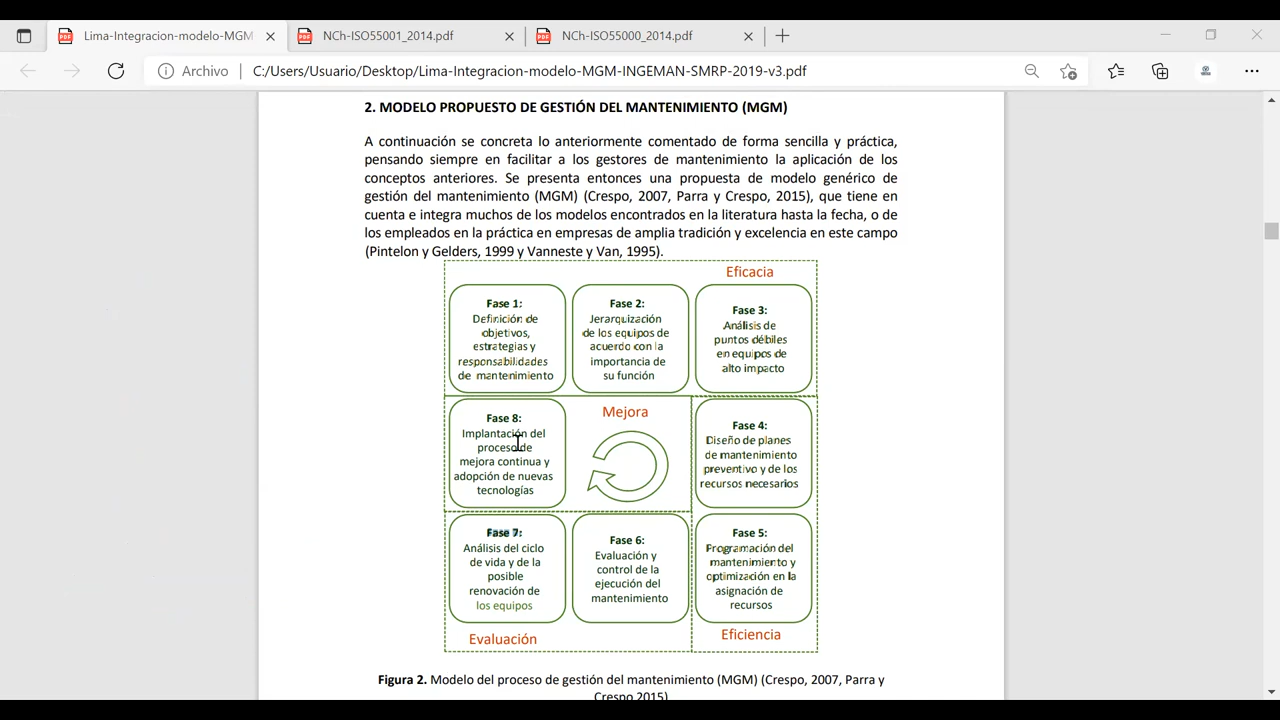 Lima-Integracion-modelo-MGM
NCh-ISO55001_2014.pdf
NCh-ISO55000_2014.pdf
Archivo
C:/Users/Usuario/Desktop/Lima-Integracion-modelo-MGM-INGEMAN-SMRP-2019-v3.pdf
2. MODELO PROPUESTO DE GESTIÓN DEL MANTENIMIENTO (MGM)
A continuación se concreta lo anteriormente comentado de forma sencilla y práctica,
pensando siempre en facilitar a los gestores de mantenimiento la aplicación de los
conceptos anteriores. Se presenta entonces una propuesta de modelo genérico de
gestión del mantenimiento (MGM) (Crespo, 2007, Parra y Crespo, 2015), que tiene en
cuenta e integra muchos de los modelos encontrados en la literatura hasta la fecha, o de
los empleados en la práctica en empresas de amplia tradición y excelencia en este campo
(Pintelon y Gelders, 1999 y Vanneste y Van, 1995).
Eficacia
Fase 1:
Definición de
objetivos,
estrategias y
responsabilidades
de mantenimiento
Fase 2:
Jerarquización
de los equipos de
acuerdo con la
importancia de
su función
Fase 3:
Análisis de
puntos débiles
en equipos de
alto impacto
Fase 8:
Implantación del
proceso de
mejora continua y
adopción de nuevas
tecnologías
Mejora
Fase 4:
Diseño de planes
de mantenimiento
preventivo y de los
recursos necesarios
Fase 7:
Análisis del ciclo
de vida y de la
posible
renovación de
los equipos
Fase 6:
Evaluación y
control de la
ejecución del
mantenimiento
Fase 5:
Programación del
mantenimiento y
optimización en la
asignación de
recursos
Evaluación
Eficiencia
Figura 2. Modelo del proceso de gestión del mantenimiento (MGM) (Crespo, 2007, Parra y
Crespo 2015)